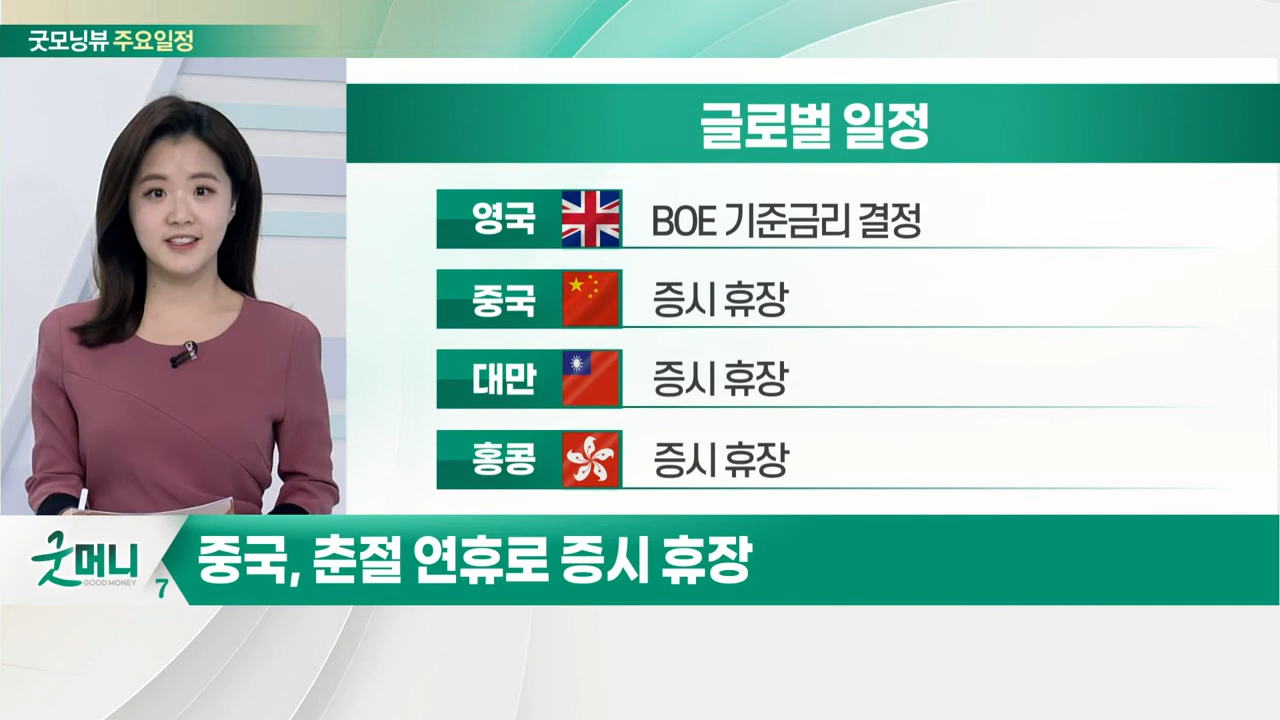 굿모닝뷰 주요일정
글로벌 일정
영국 BOE 기준금리 결정
중국 증시 휴장
대만 증시 휴장
홍콩 증시 휴장
굿머니
GOOD MONEY
7
중국, 춘절 연휴로 증시 휴장